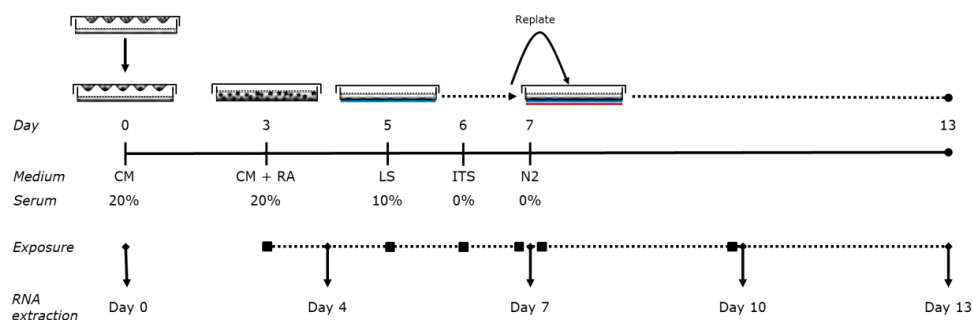 Replate
Day 0 3 5 6 7 13
Medium CM CM + RA LS ITS N2
Serum 20% 20% 10% 0% 0%
Exposure
RNA
extraction Day 0 Day 4 Day 7 Day 10 Day 13